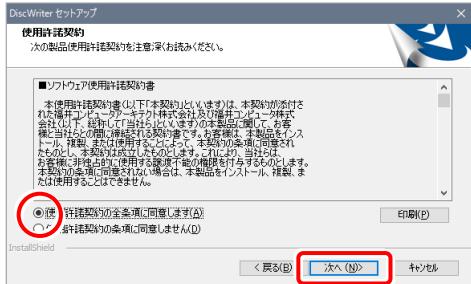 DiscWriter セットアップ
使用許諾契約
次の製品使用許諾契約を注意深くお読みください。
■ソフトウェア使用許諾契約書
本使用許諾契約書(以下「本契約」といいます)は、本契約が添付さ
れた福井コンピュータアーキテクト株式会社及び福井コンピュータ株式
会社(以下、総称して「当社ら」といいます)の本製品に関して、お客
様と当社らとの間に締結される契約書です。お客様は、本製品をインス
トール、複製、または使用することによって、本契約の条項に同意され
たものとし、本契約は成立したものとします。これにより、当社らは、
お客様に非独占的に使用する譲渡不能の権限を付与するものとします。
本契約の条項に同意されない場合は、本製品をインストール、複製、ま
たは使用することはできません。
使用許諾契約の全条項に同意します(A)
印刷(P)
許諾契約の条項に同意しません(D)
InstallShield
< 戻る(B)
次へ (N)>
キャンセル